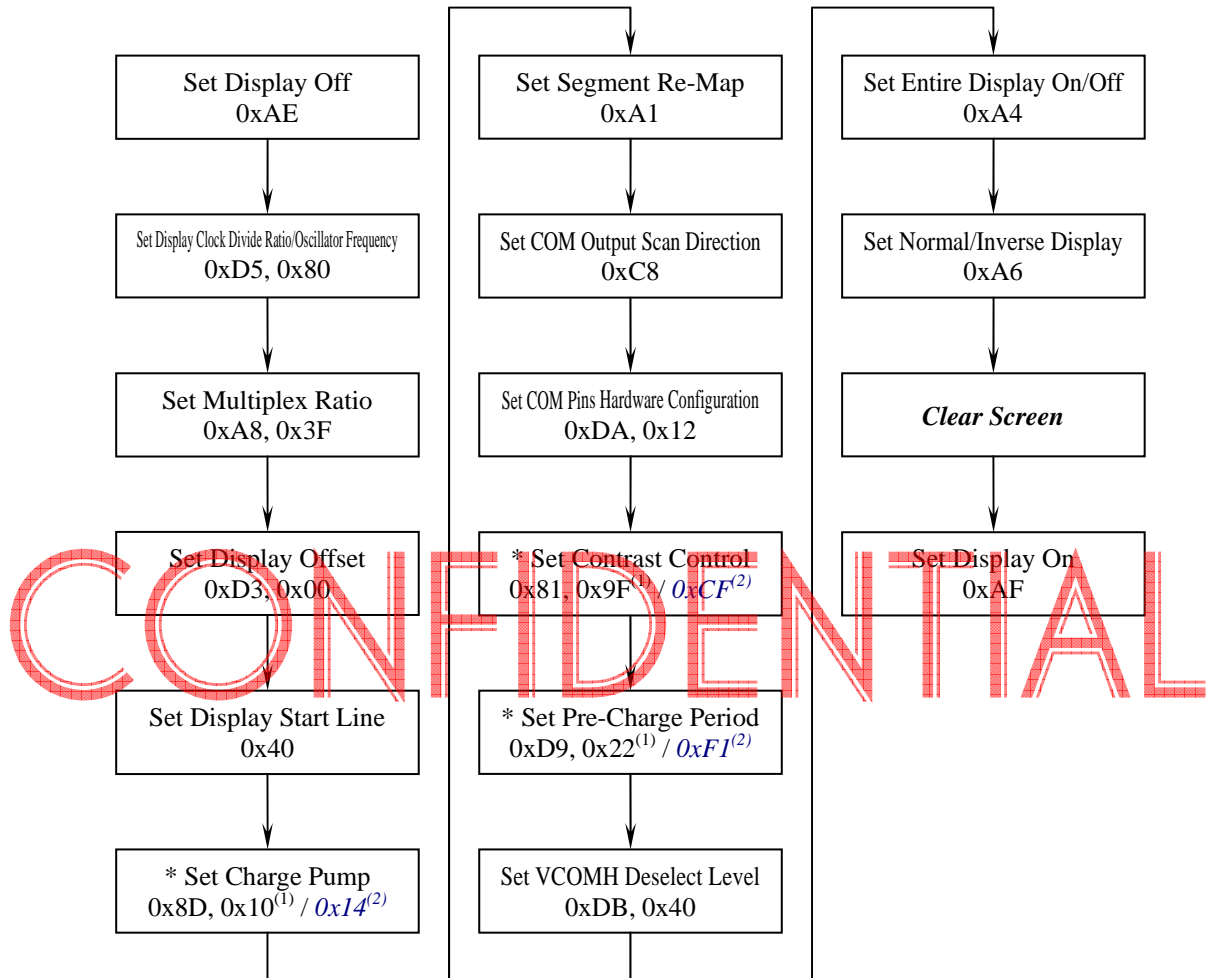 Set Display Off
0xAE
Set Display Clock Divide Ratio/Oscillator Frequency
0xD5, 0x80
Set Multiplex Ratio
0xA8, 0x3F
Set Display Offset
0xD3, 0x00
Set Display Start Line
0x40
* Set Charge Pump
0x8D, 0x10(1) / 0x14(2)
Set Segment Re-Map
0xA1
Set COM Output Scan Direction
0xC8
Set COM Pins Hardware Configuration
0xDA, 0x12
* Set Contrast Control
0x81, 0x9F(1) / 0xCF(2)
* Set Pre-Charge Period
0xD9, 0x22(1) / 0xF1(2)
Set VCOMH Deselect Level
0xDB, 0x40
Set Entire Display On/Off
0xA4
Set Normal/Inverse Display
0xA6
Clear Screen
Set Display On
0xAF
CONFIDENTIAL